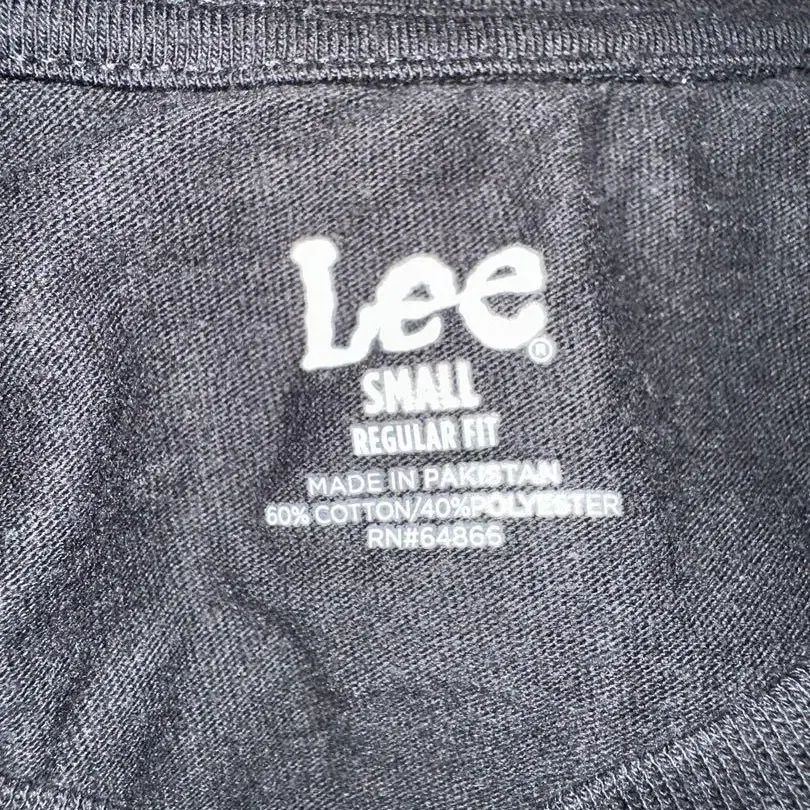 Lee®
SMALL
REGULAR FIT
MADE IN PAKISTAN
60% COTTON/40%POLYESTER
RN#64866